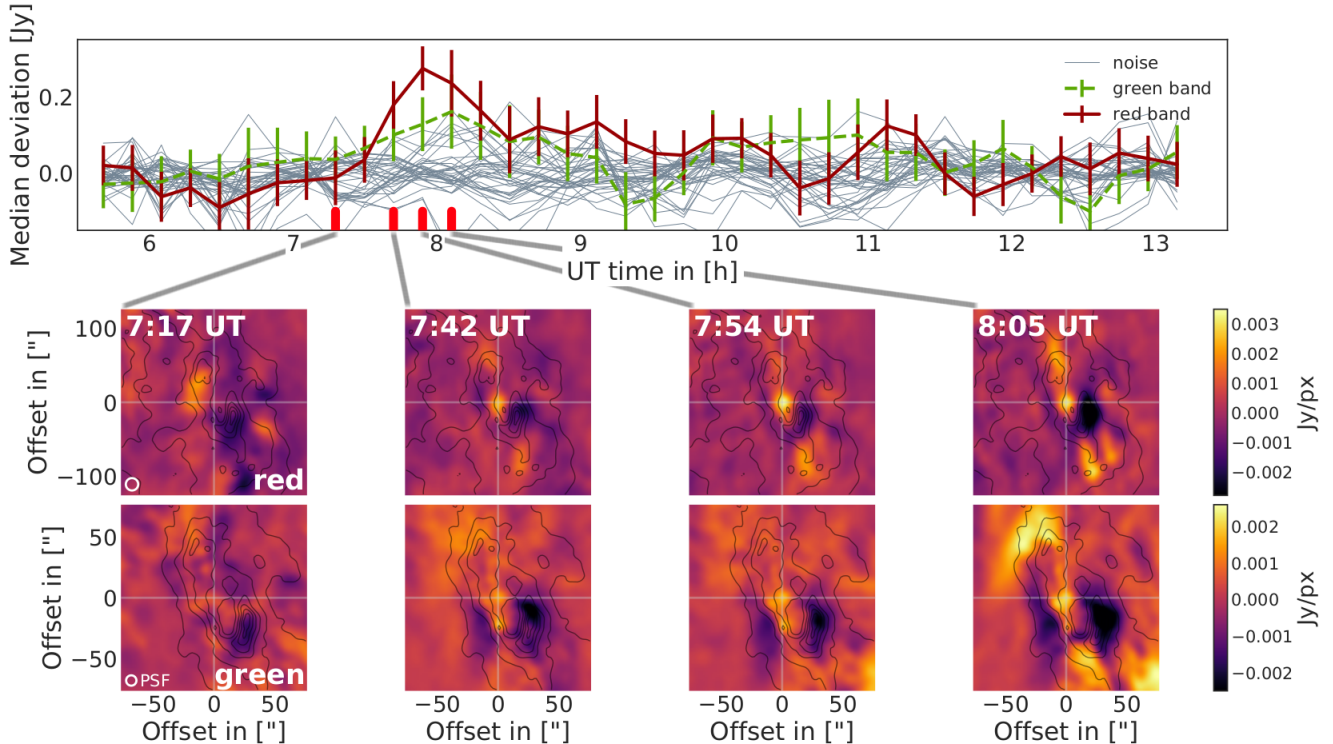 Median deviation [Jy]
0.2
0.0
noise
green band
red band
6 7 8 9 10 11 12 13
UT time in [h]
7:17 UT 7:42 UT 7:54 UT 8:05 UT
Offset in ["]
100
0
−100
red
0.003
0.002
0.001
0.000
−0.001
−0.002
Jy/px
Offset in ["]
50
0
−50
PSF green
0.002
0.001
0.000
−0.001
−0.002
Jy/px
−50 0 50 −50 0 50 −50 0 50 −50 0 50
Offset in ["] Offset in ["] Offset in ["] Offset in ["]